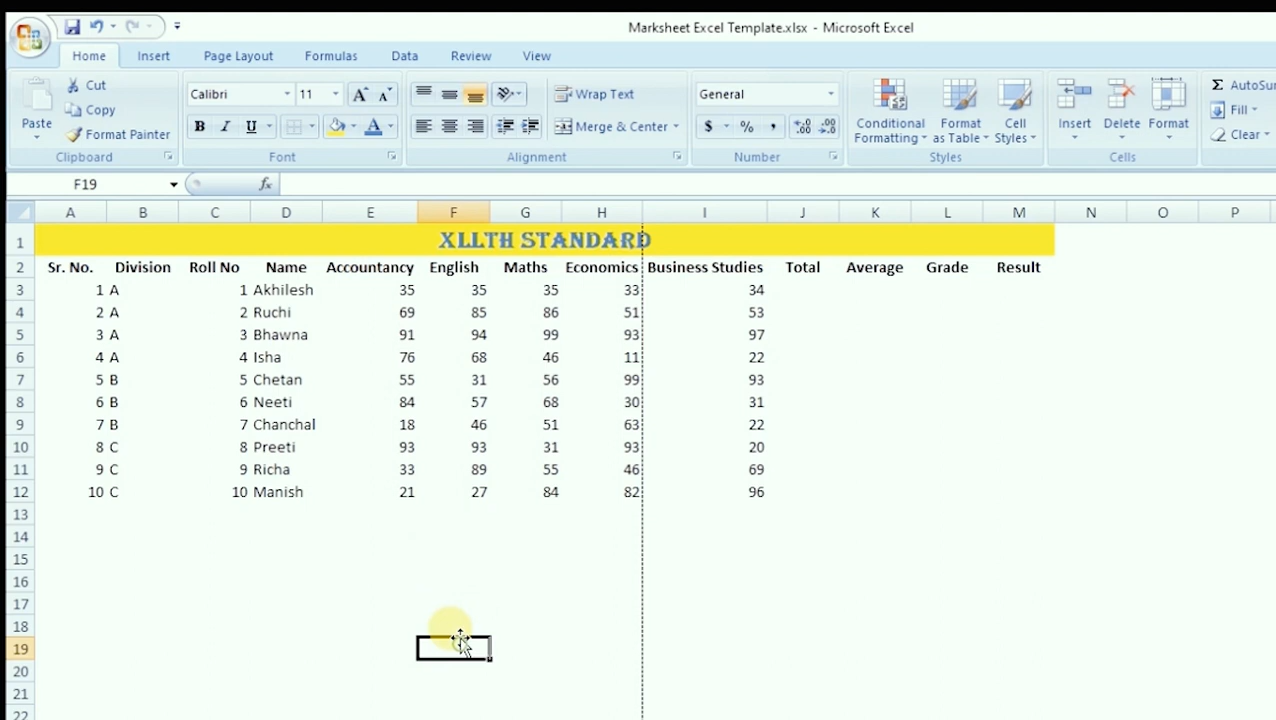 Marksheet Excel Template.xlsx - Microsoft Excel
Home Insert Page Layout Formulas Data Review View
Cut
Copy
Format Painter
Paste
Clipboard
Calibri 11 A A
B I U A
Font
Wrap Text
Merge & Center
Alignment
General
$ % , .0 .00 .00 .0
Number
Conditional Formatting
Format as Table
Cell Styles
Styles
Insert Delete Format
Cells
Σ AutoSum
Fill
Clear
F19 fx
A B C D E F G H I J K L M N O P
1 XLLTH STANDARD
2 Sr. No. Division Roll No Name Accountancy English Maths Economics Business Studies Total Average Grade Result
3 1 A 1 Akhilesh 35 35 35 33 34
4 2 A 2 Ruchi 69 85 86 51 53
5 3 A 3 Bhawna 91 94 99 93 97
6 4 A 4 Isha 76 68 46 11 22
7 5 B 5 Chetan 55 31 56 99 93
8 6 B 6 Neeti 84 57 68 30 31
9 7 B 7 Chanchal 18 46 51 63 22
10 8 C 8 Preeti 93 93 31 93 20
11 9 C 9 Richa 33 89 55 46 69
12 10 C 10 Manish 21 27 84 82 96
13
14
15
16
17
18
19
20
21
22